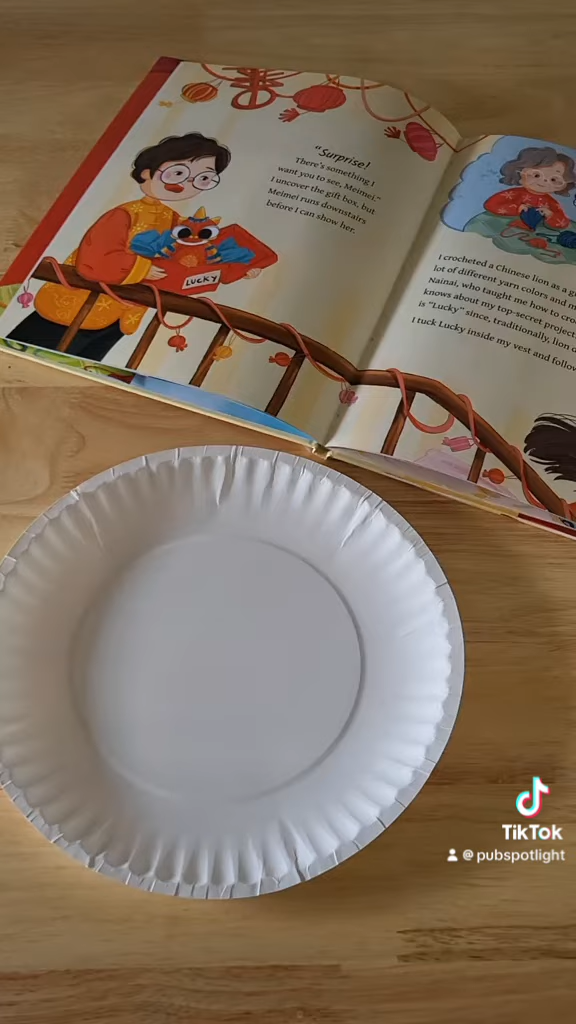 春
"Surprise!
There's something I
want you to see, Meimei."
I uncover the gift box, but
Meimei runs downstairs
before I can show her.
LUCKY
I crocheted a Chinese lion as a
lot of different yarn colors and
Nainai, who taught me how to
knows about my top-secret
is "Lucky" since, traditionally, lion
I tuck Lucky inside my vest and
TikTok
@pubspotlight